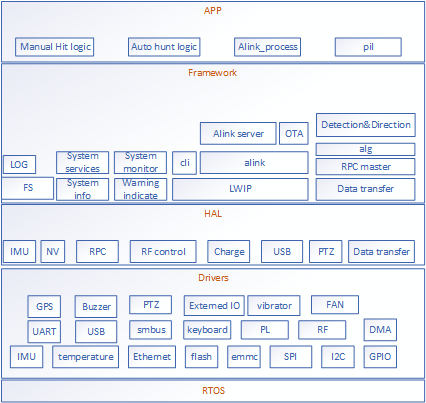 APP
Manual Hit logic
Auto hunt logic
Alink_process
pil
Framework
Alink server
OTA
Detection&Direction
LOG
System
services
System
monitor
cli
alink
alg
RPC master
FS
System
info
Warning
indicate
LWIP
Data transfer
HAL
IMU
NV
RPC
RF control
Charge
USB
PTZ
Data transfer
Drivers
GPS
Buzzer
PTZ
Externed IO
vibrator
FAN
UART
USB
smbus
keyboard
PL
RF
DMA
IMU
temperature
Ethernet
flash
emmc
SPI
I2C
GPIO
RTOS